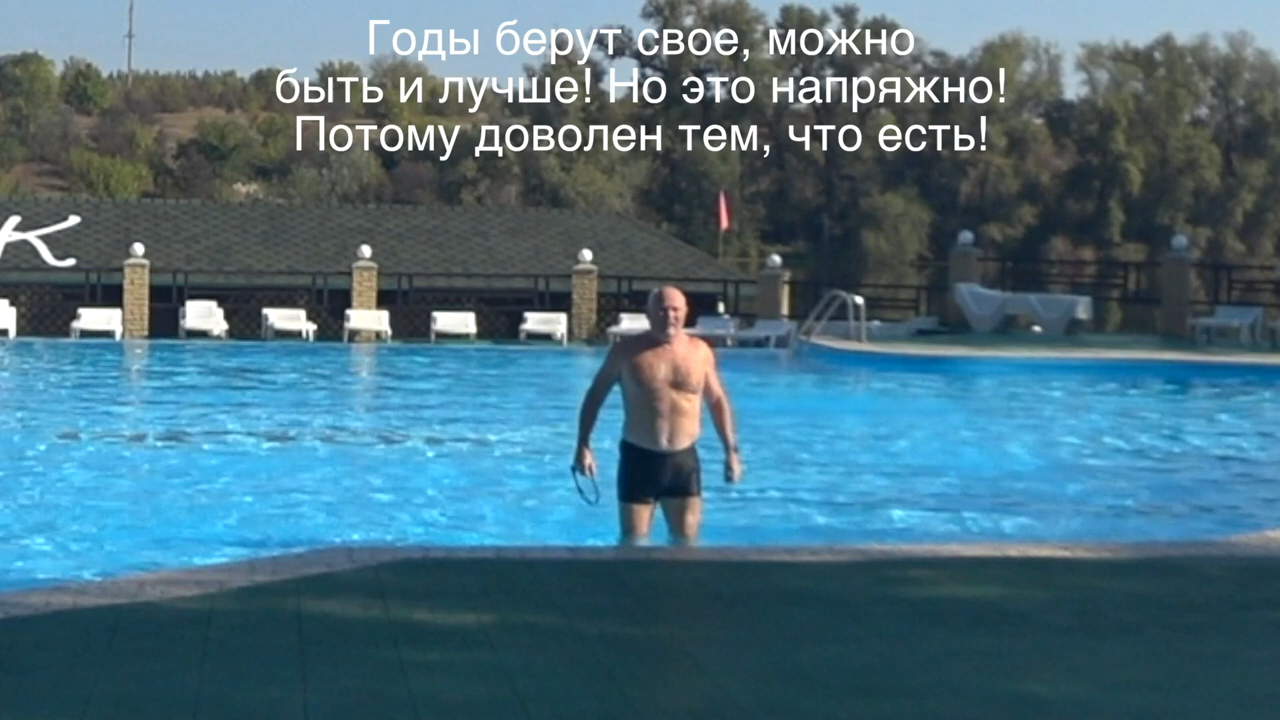 Годы берут свое, можно
быть и лучше! Но это напряжно!
Потому доволен тем, что есть!
к